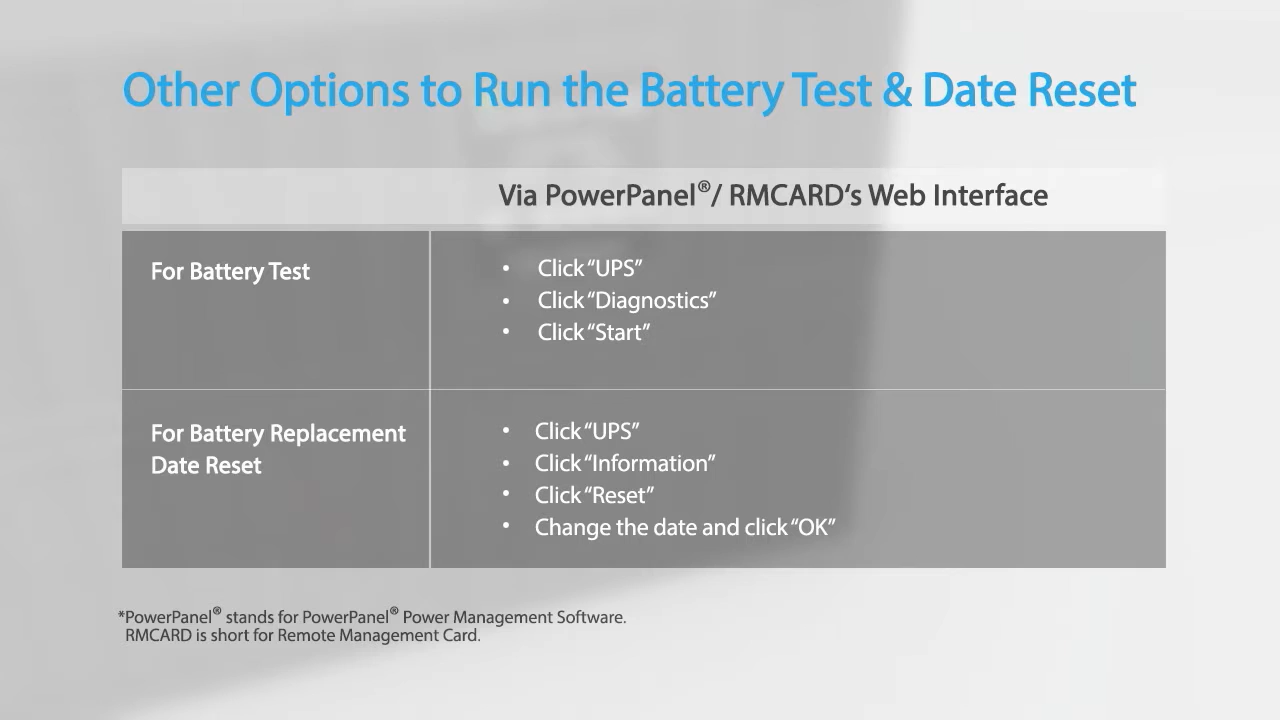 Other Options to Run the Battery Test & Date Reset
Via PowerPanel®/ RMCARD‘s Web Interface
For Battery Test
• Click “UPS”
• Click “Diagnostics”
• Click “Start”
For Battery Replacement
Date Reset
• Click “UPS”
• Click “Information”
• Click “Reset”
• Change the date and click “OK”
*PowerPanel® stands for PowerPanel® Power Management Software.
RMCARD is short for Remote Management Card.